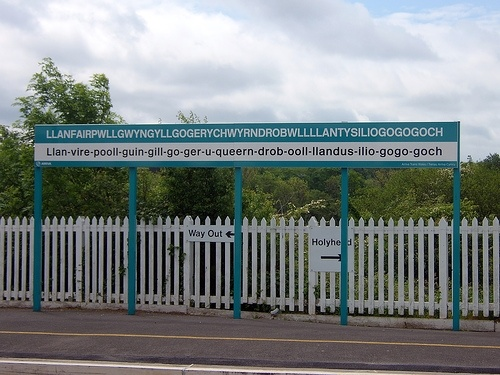 LLANFAIRPWLLGWYNGYLLGOGERYCHWYRNDROBWLLLLANTYSILIOGOGOGOCH
Llan-vire-pooll-guin-gill-go-ger-u-queern-drob-ooll-llandus-ilio-gogo-goch
Way Out ←
Holyhead
→